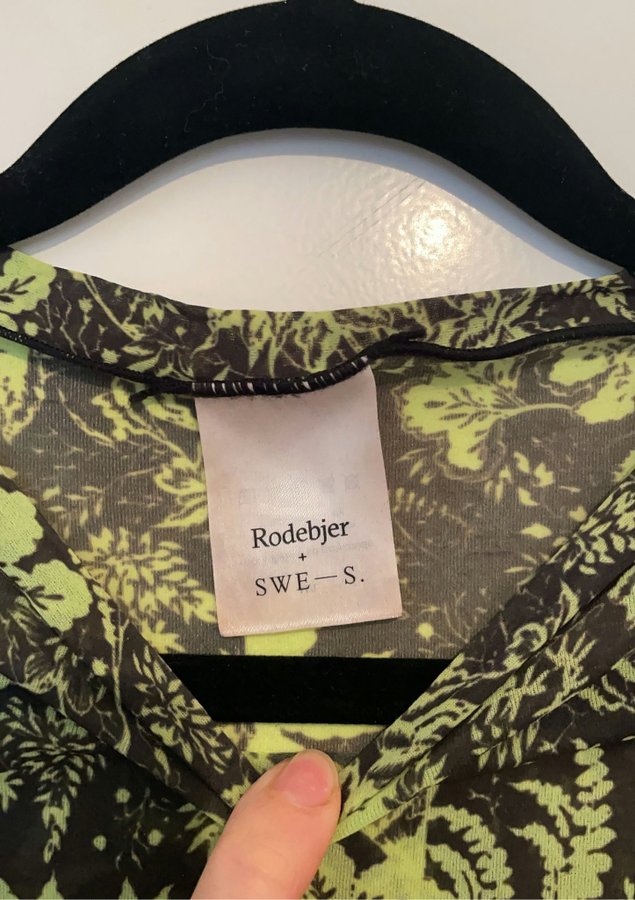 Rodebjer
+
SWE — S.